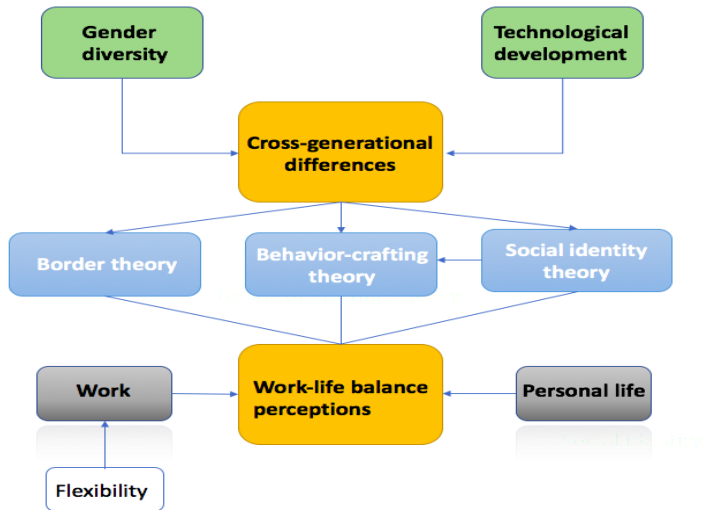 Gender
diversity
Technological
development
Cross-generational
differences
Border theory
Behavior-crafting
theory
Social identity
theory
Work
Work-life balance
perceptions
Personal life
Flexibility